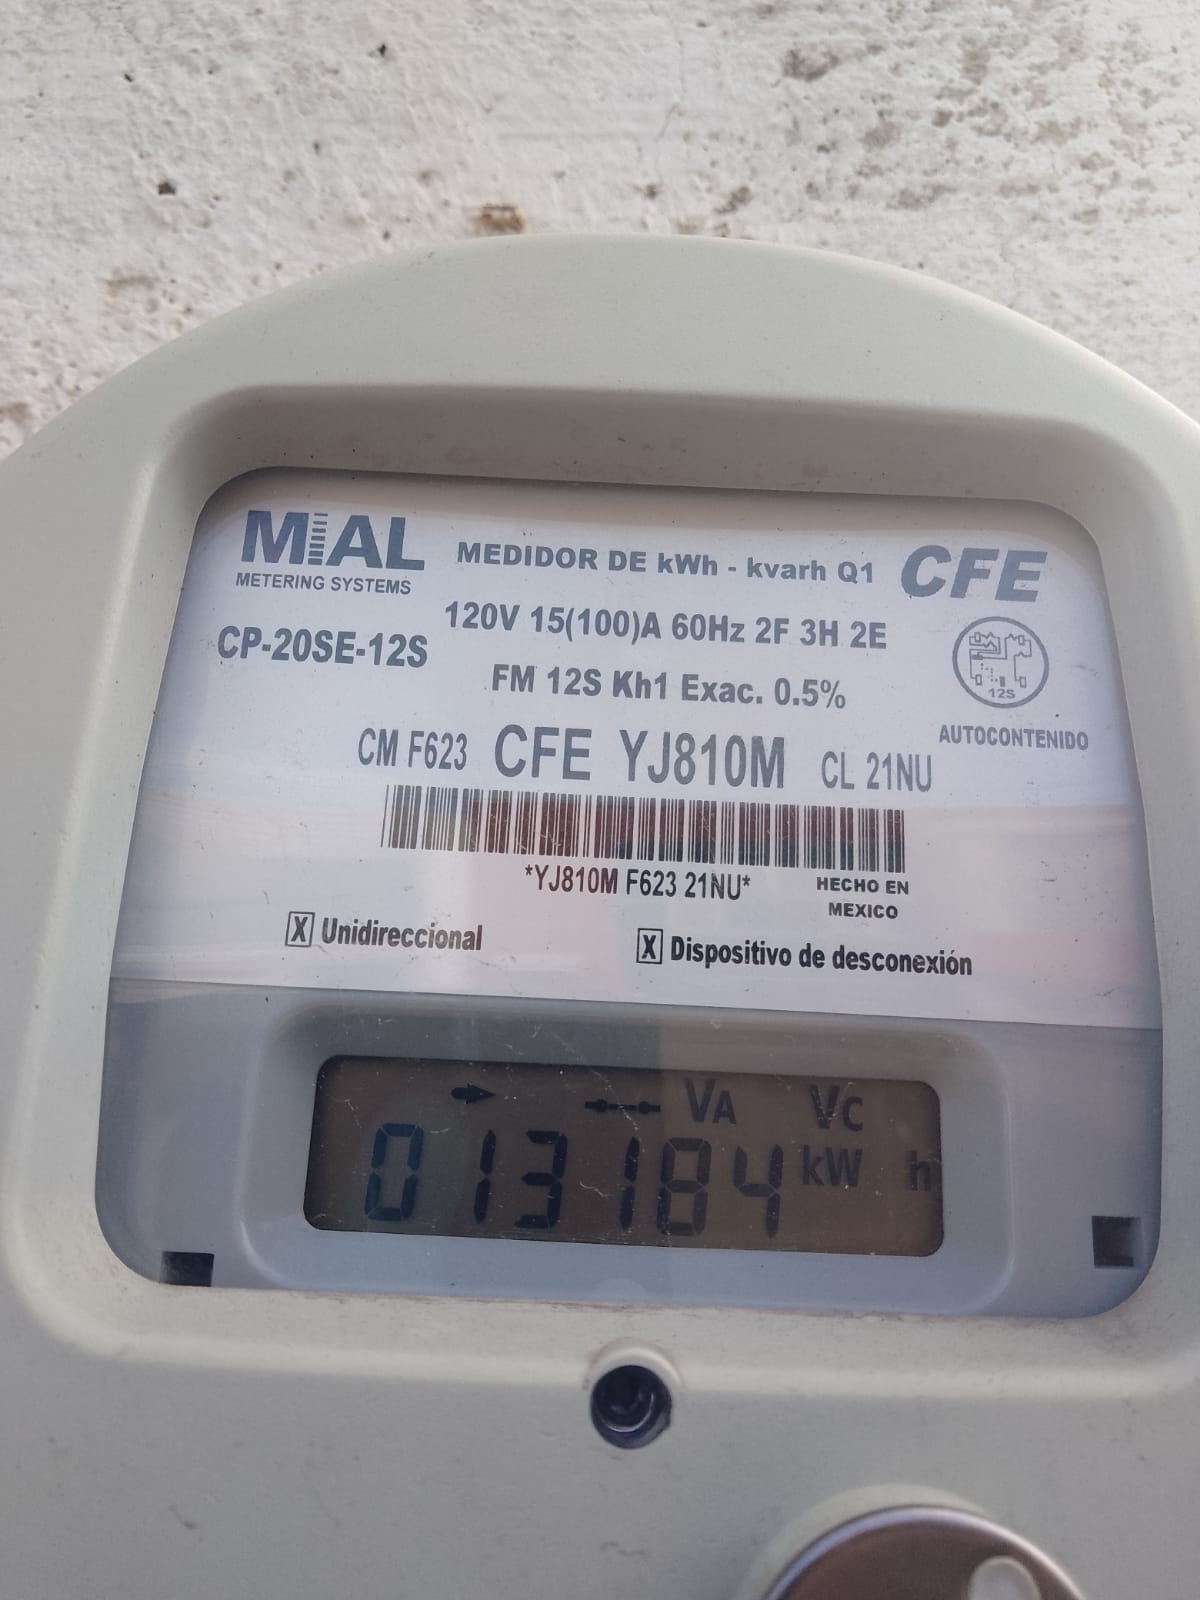 MIAL
METERING SYSTEMS
MEDIDOR DE kWh - kvarh Q1
CFE
CP-20SE-12S
120V 15(100)A 60Hz 2F 3H 2E
FM 12S Kh1 Exac. 0.5%
12S
AUTOCONTENIDO
CM F623 CFE YJ810M CL 21NU
*YJ810M F623 21NU*
HECHO EN
MEXICO
X Unidireccional
X Dispositivo de desconexión
VA VC
013184 kW h